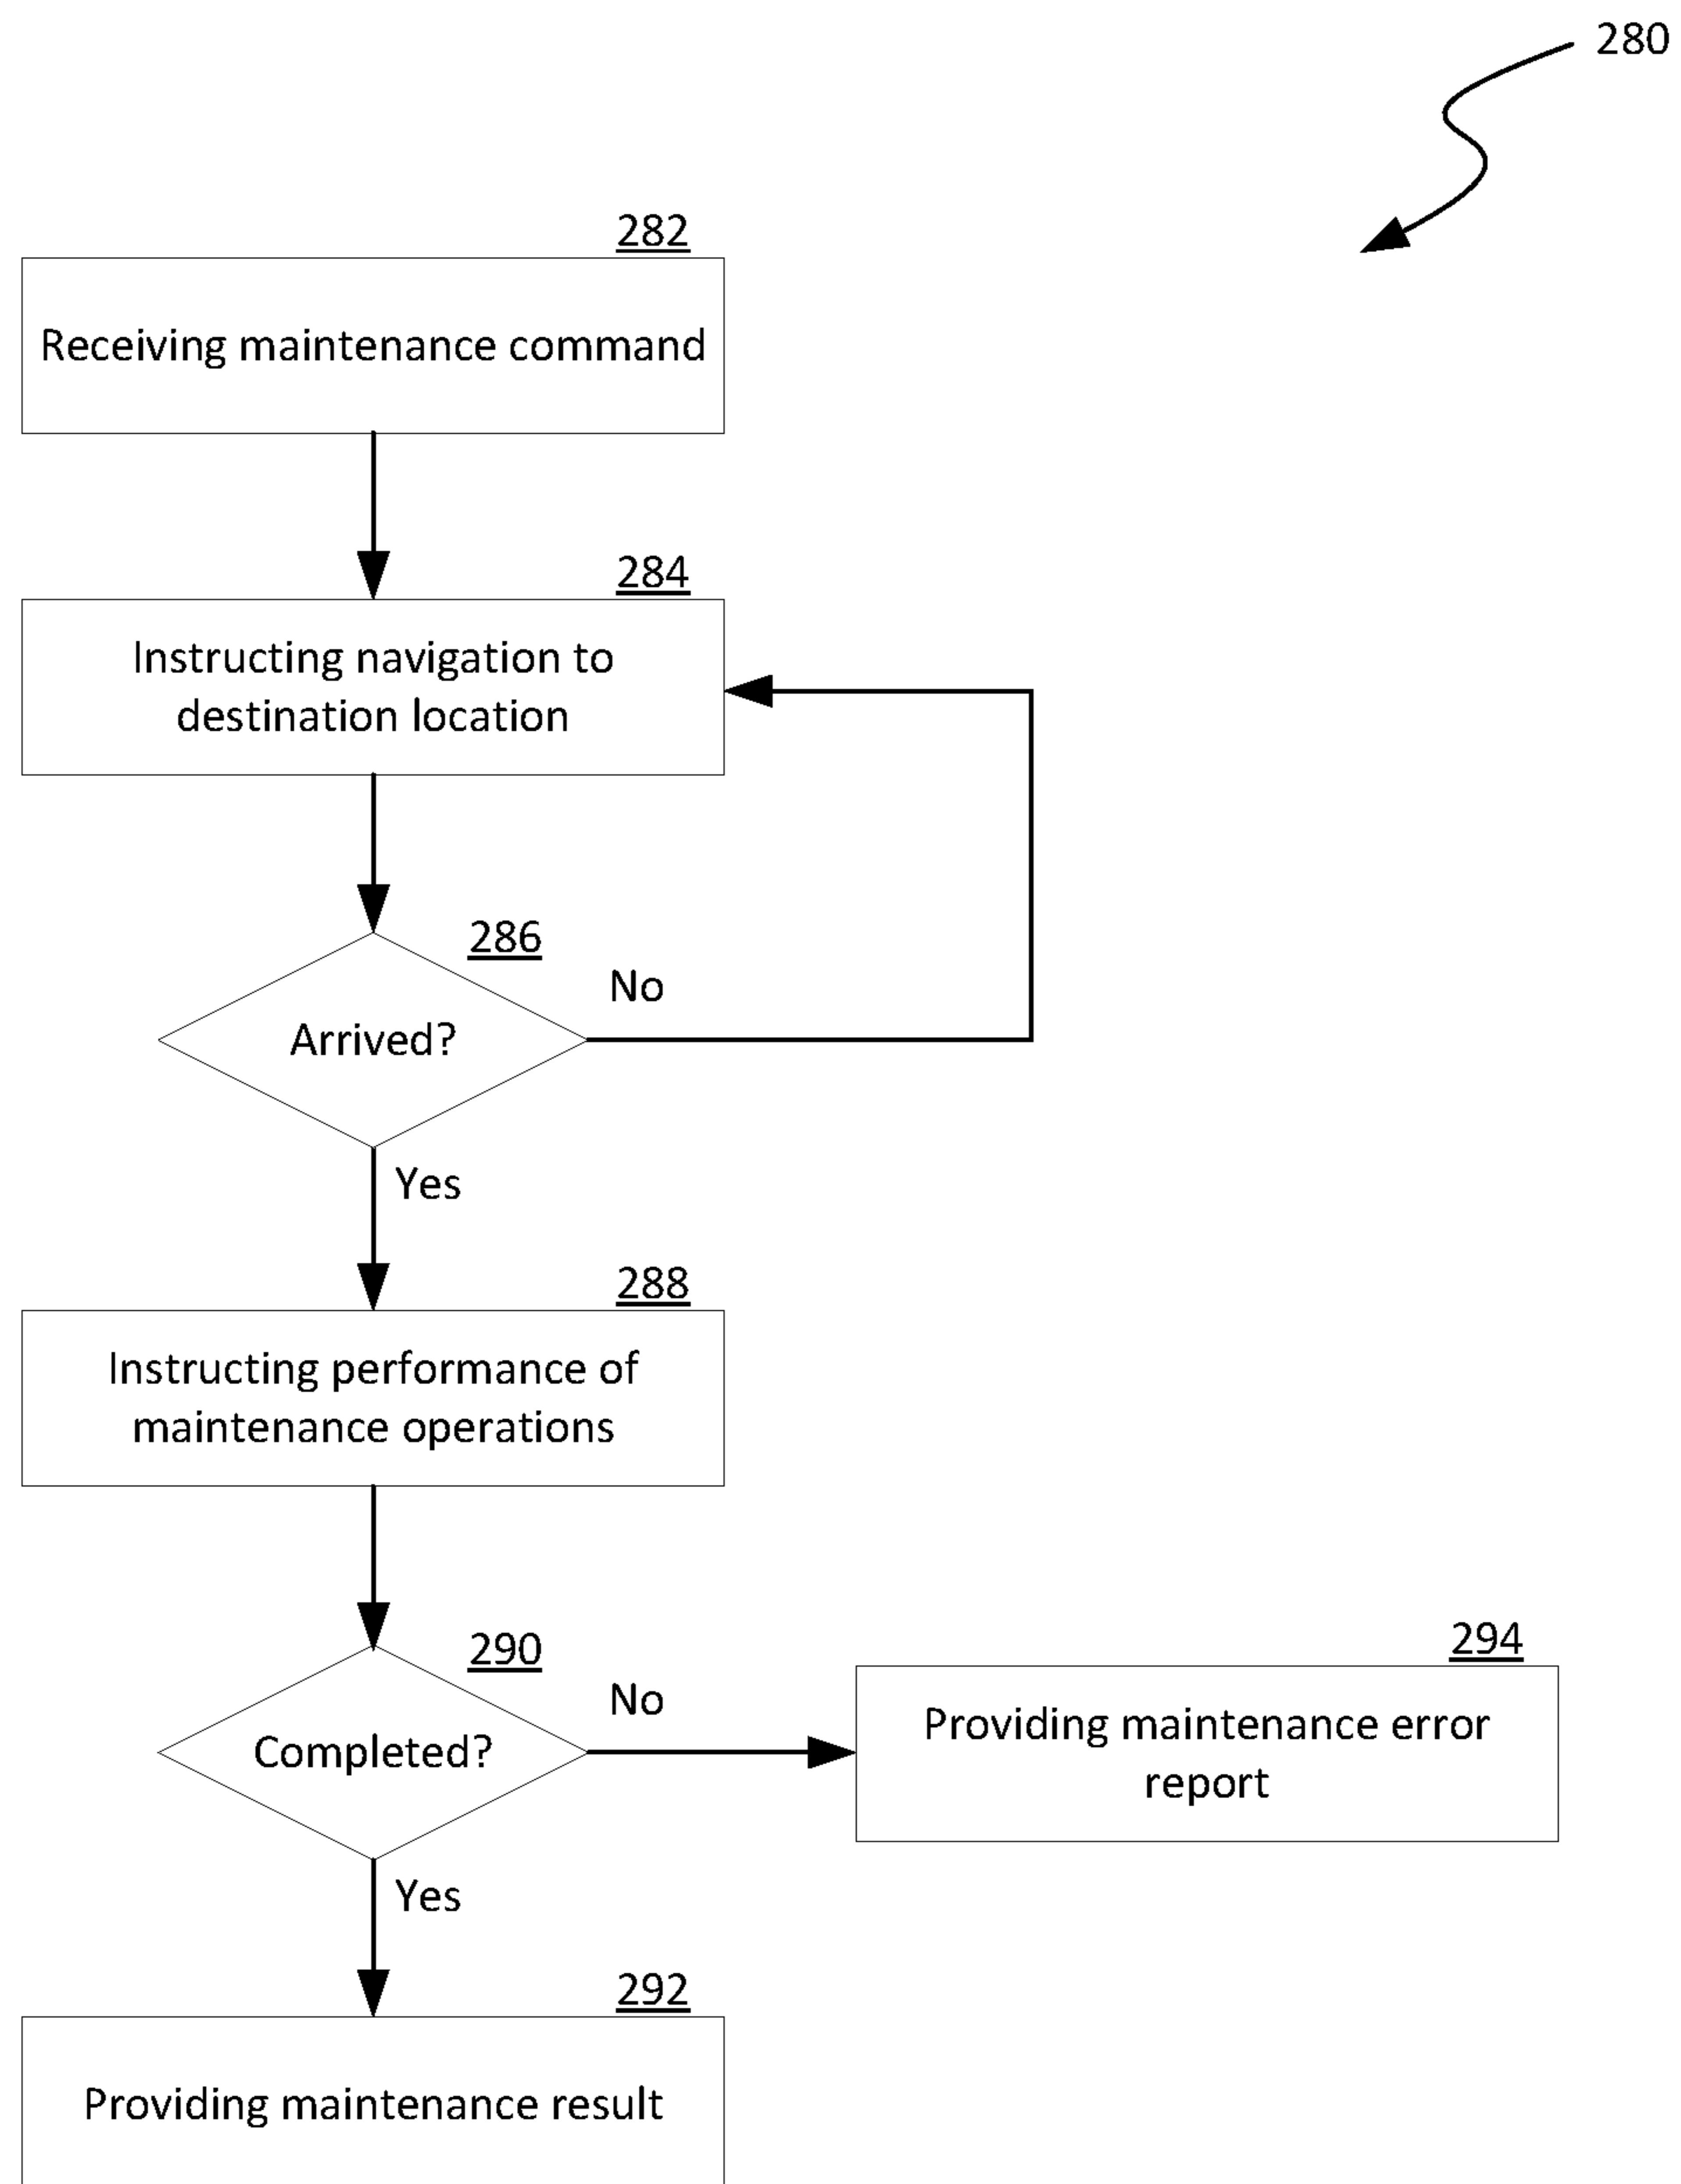 280
282
Receiving maintenance command
284
Instructing navigation to
destination location
286
No
Arrived?
Yes
288
Instructing performance of
maintenance operations
290
No
Completed?
294
Providing maintenance error
report
Yes
292
Providing maintenance result